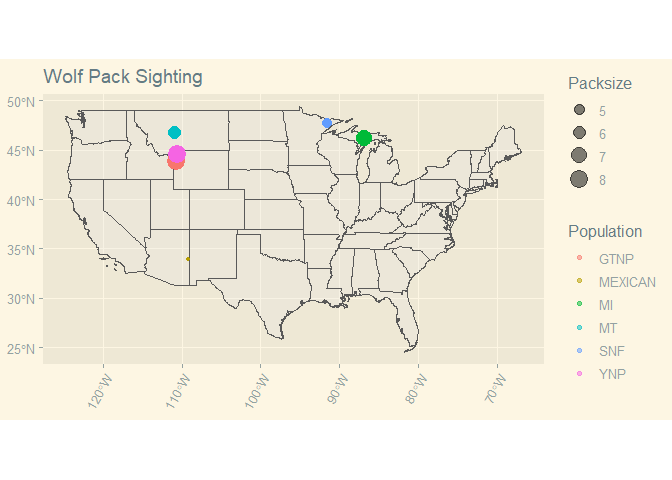 Wolf Pack Sighting
50°N
45°N
40°N
35°N
30°N
25°N
120°W
110°W
100°W
90°W
80°W
70°W
Packsize
5
6
7
8
Population
GTNP
MEXICAN
MI
MT
SNF
YNP